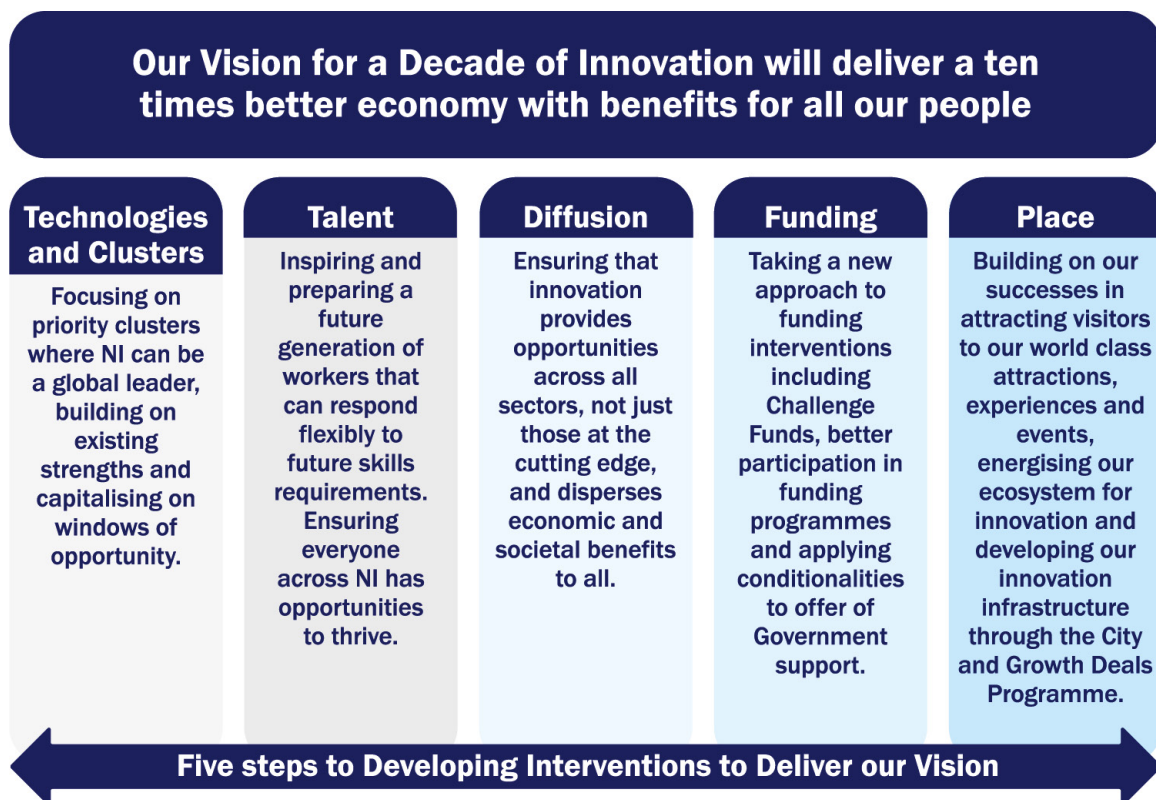 Our Vision for a Decade of Innovation will deliver a ten
times better economy with benefits for all our people
Technologies
and Clusters
Focusing on
priority clusters
where NI can be
a global leader,
building on
existing
strengths and
capitalising on
windows of
opportunity.
Talent
Inspiring and
preparing a
future
generation of
workers that
can respond
flexibly to
future skills
requirements.
Ensuring
everyone
across NI has
opportunities
to thrive.
Diffusion
Ensuring that
innovation
provides
opportunities
across all
sectors, not just
those at the
cutting edge,
and disperses
economic and
societal benefits
to all.
Funding
Taking a new
approach to
funding
interventions
including
Challenge
Funds, better
participation in
funding
programmes
and applying
conditionalities
to offer of
Government
support.
Place
Building on our
successes in
attracting visitors
to our world class
attractions,
experiences and
events,
energising our
ecosystem for
innovation and
developing our
innovation
infrastructure
through the City
and Growth Deals
Programme.
Five steps to Developing Interventions to Deliver our Vision